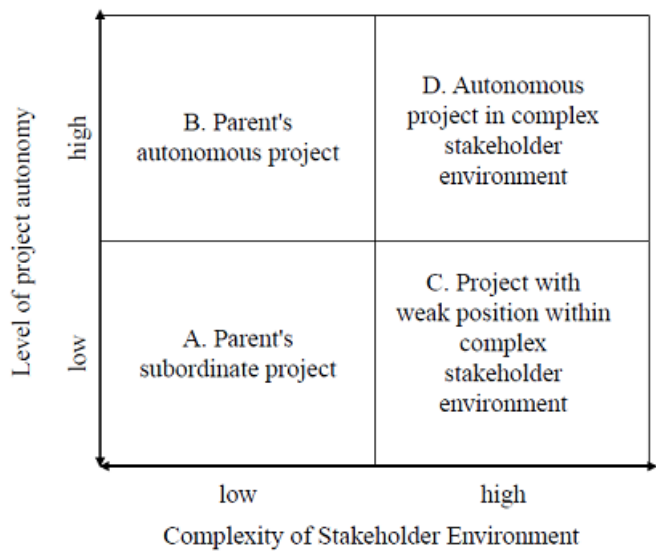 Level of project autonomy
high
low
B. Parent's
autonomous project
D. Autonomous
project in complex
stakeholder
environment
A. Parent's
subordinate project
C. Project with
weak position within
complex
stakeholder
environment
low
high
Complexity of Stakeholder Environment